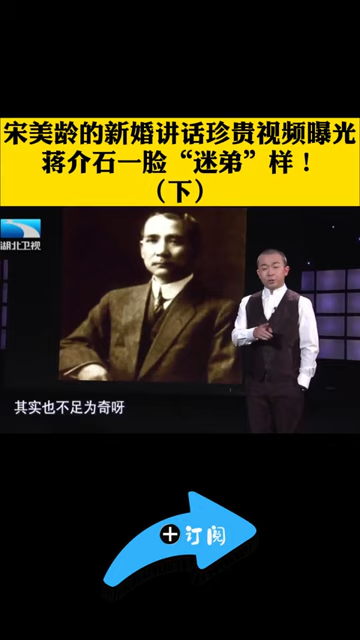 宋美龄的新婚讲话珍贵视频曝光
蒋介石一脸“迷弟”样！
（下）
湖北卫视
其实也不足为奇呀
订阅